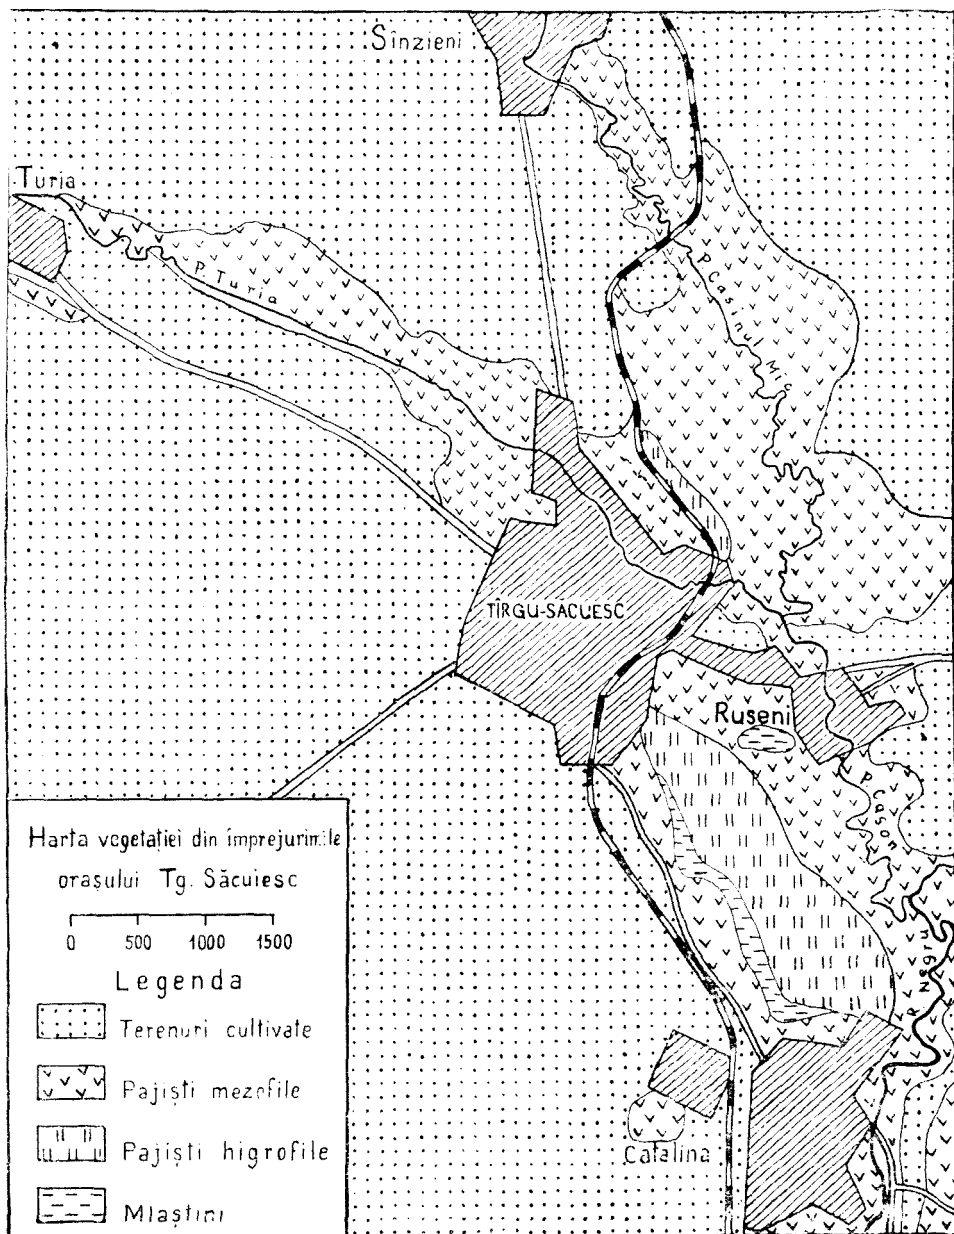 Sînzieni
Turia
P. Turia
P. Casinul Mic
TÎRGU-SĂCUESC
Ruseni
P. Cason
R. Negru
Catalina
Harta vegetației din împrejurimile
orașului Tg. Săcuiesc
0 500 1000 1500
Legenda
Terenuri cultivate
Pajiști mezofile
Pajiști higrofile
Mlaștini